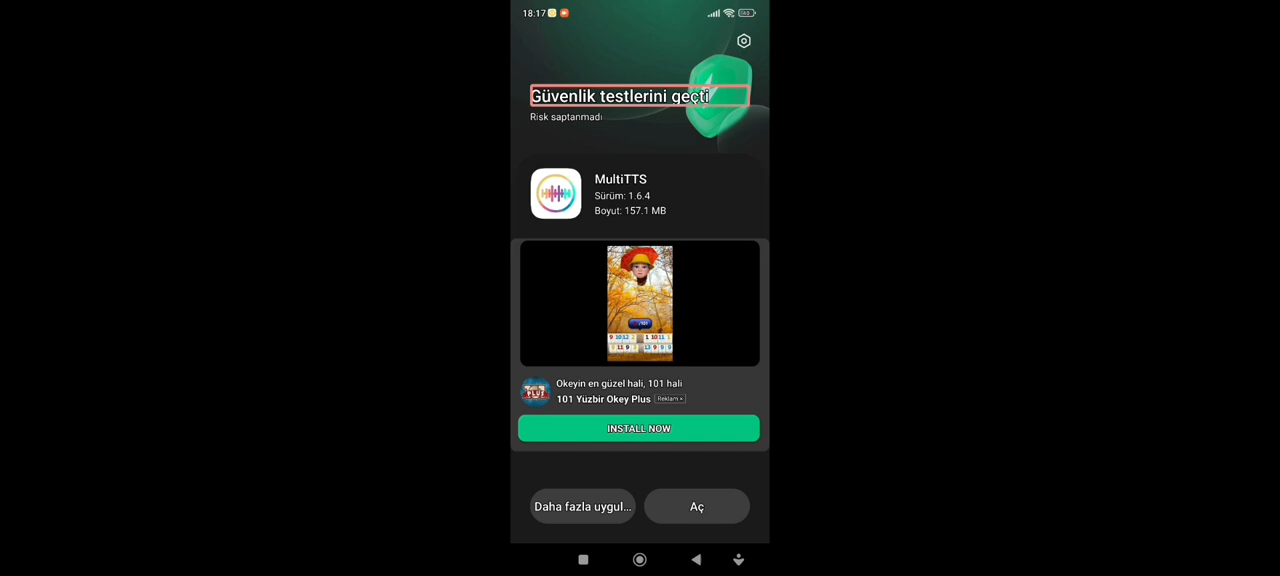 18:17
Güvenlik testlerini geçti
Risk saptanmadı
MultiTTS
Sürüm: 1.6.4
Boyut: 157.1 MB
Okeyin en güzel hali, 101 hali
101 Yüzbir Okey Plus Reklam
INSTALL NOW
Daha fazla uygul...
Aç